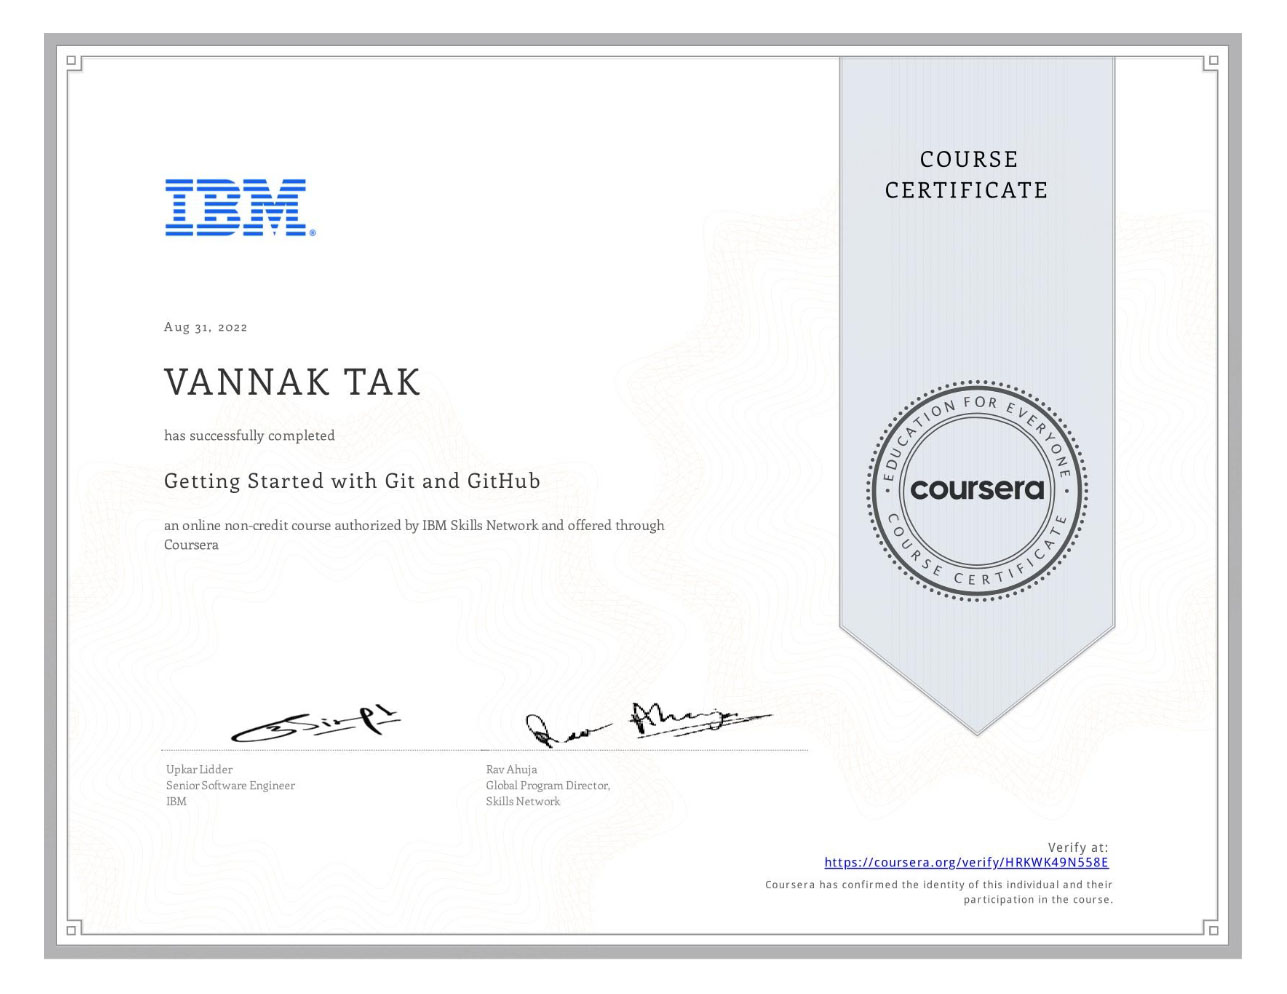 IBM®
COURSE
CERTIFICATE
Aug 31, 2022
VANNAK TAK
has successfully completed
Getting Started with Git and GitHub
an online non-credit course authorized by IBM Skills Network and offered through
Coursera
EDUCATION FOR EVERYONE
coursera
COURSE CERTIFICATE
Rav Ahuja
Upkar Lidder
Senior Software Engineer
IBM
Rav Ahuja
Global Program Director,
Skills Network
Verify at:
https://coursera.org/verify/HRKWK49N558E
Coursera has confirmed the identity of this individual and their
participation in the course.